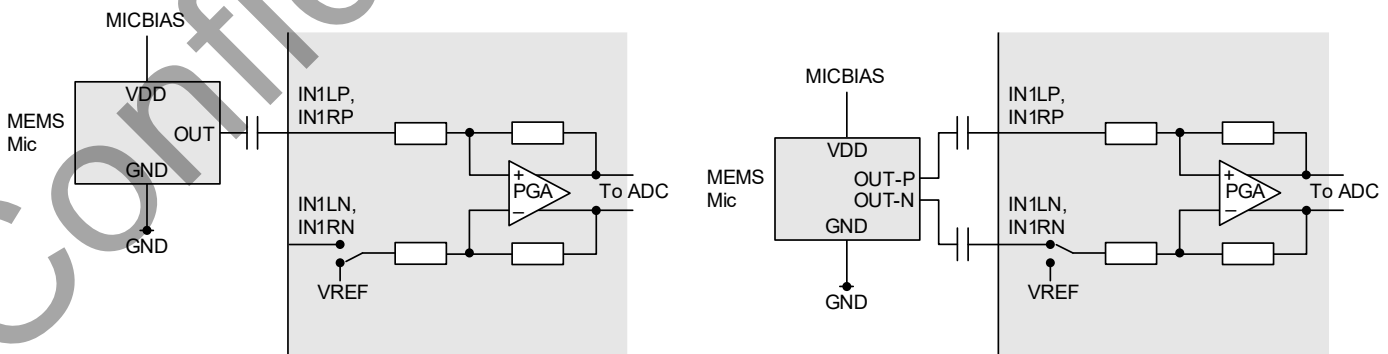 MICBIAS
VDD
MEMS
Mic
OUT
GND
GND
IN1LP,
IN1RP
IN1LN,
IN1RN
VREF
+
PGA
–
To ADC
MICBIAS
VDD
MEMS
Mic
OUT-P
OUT-N
GND
GND
IN1LP,
IN1RP
IN1LN,
IN1RN
VREF
+
PGA
–
To ADC